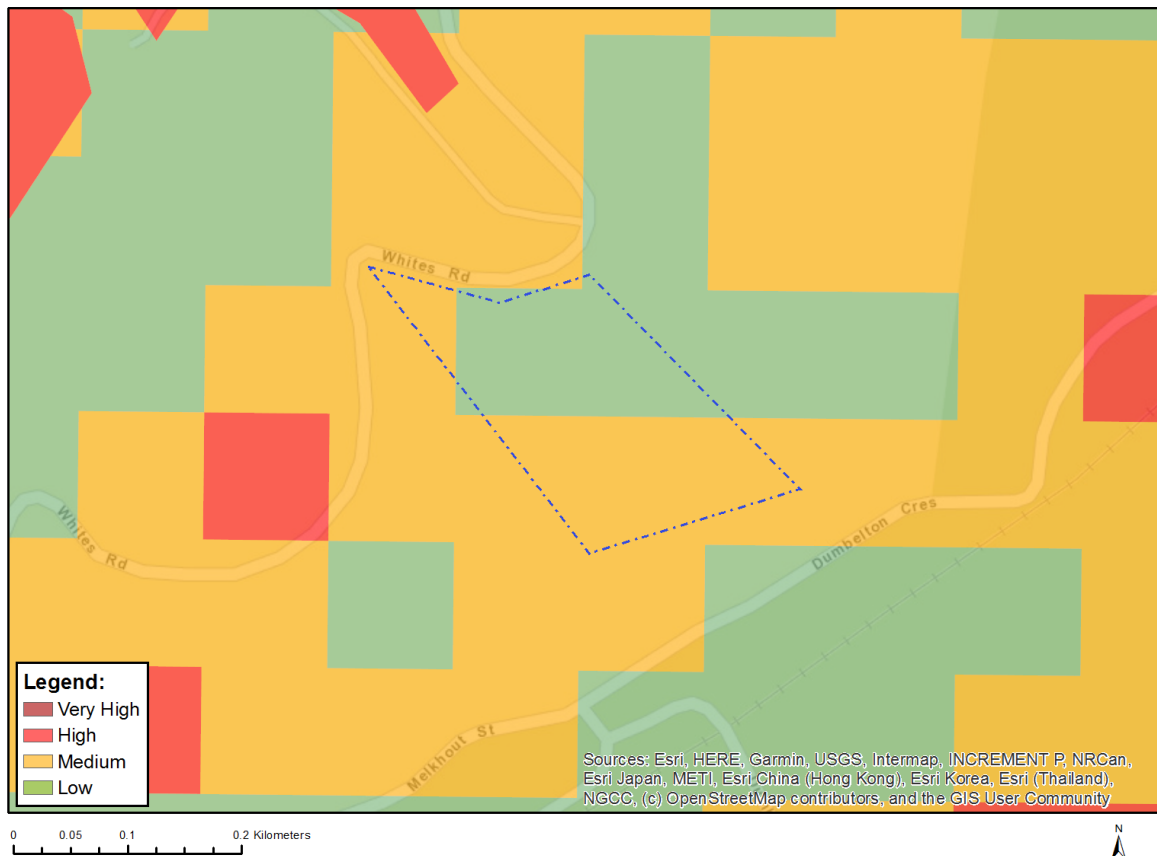 Whites Rd
Whites Rd
Dumbelton Cres
Melkhout St
Legend:
Very High
High
Medium
Low
Sources: Esri, HERE, Garmin, USGS, Intermap, INCREMENT P, NRCan,
Esri Japan, METI, Esri China (Hong Kong), Esri Korea, Esri (Thailand),
NGCC, (c) OpenStreetMap contributors, and the GIS User Community
0 0.05 0.1 0.2 Kilometers
N